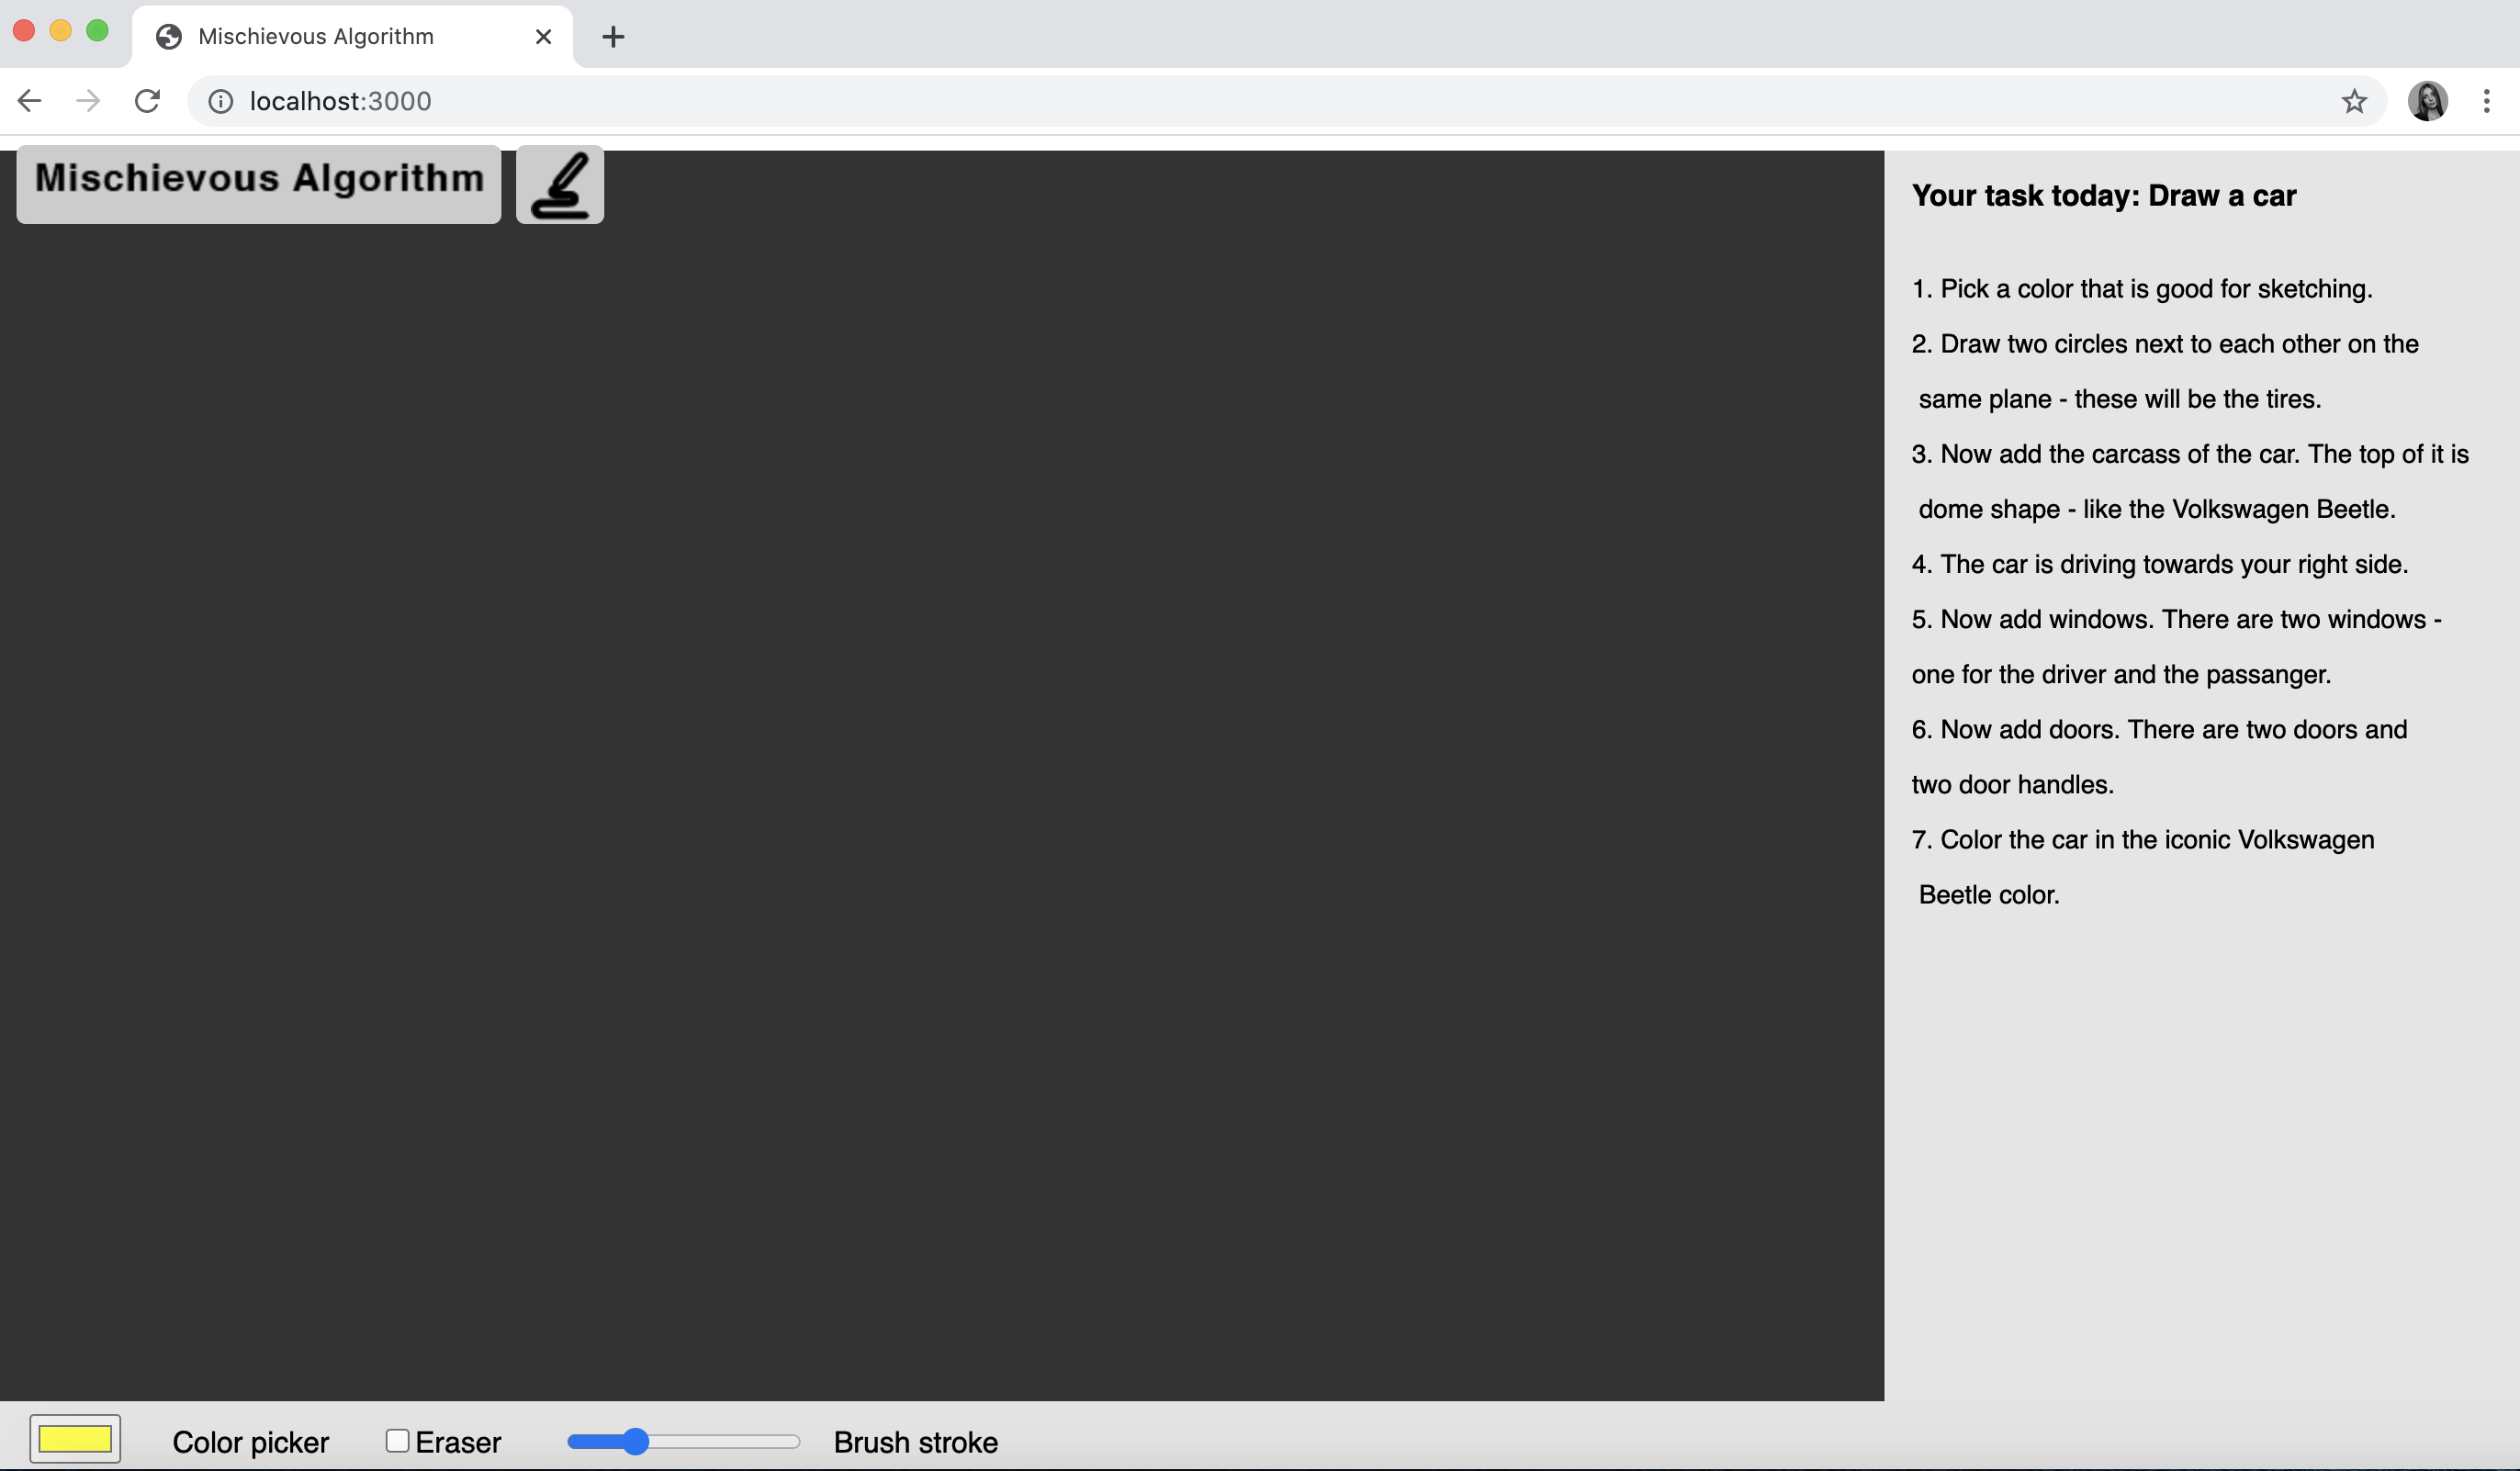 Mischievous Algorithm
localhost:3000
Mischievous Algorithm
Your task today: Draw a car
1. Pick a color that is good for sketching.
2. Draw two circles next to each other on the
same plane - these will be the tires.
3. Now add the carcass of the car. The top of it is
dome shape - like the Volkswagen Beetle.
4. The car is driving towards your right side.
5. Now add windows. There are two windows -
one for the driver and the passanger.
6. Now add doors. There are two doors and
two door handles.
7. Color the car in the iconic Volkswagen
Beetle color.
Color picker
Eraser
Brush stroke